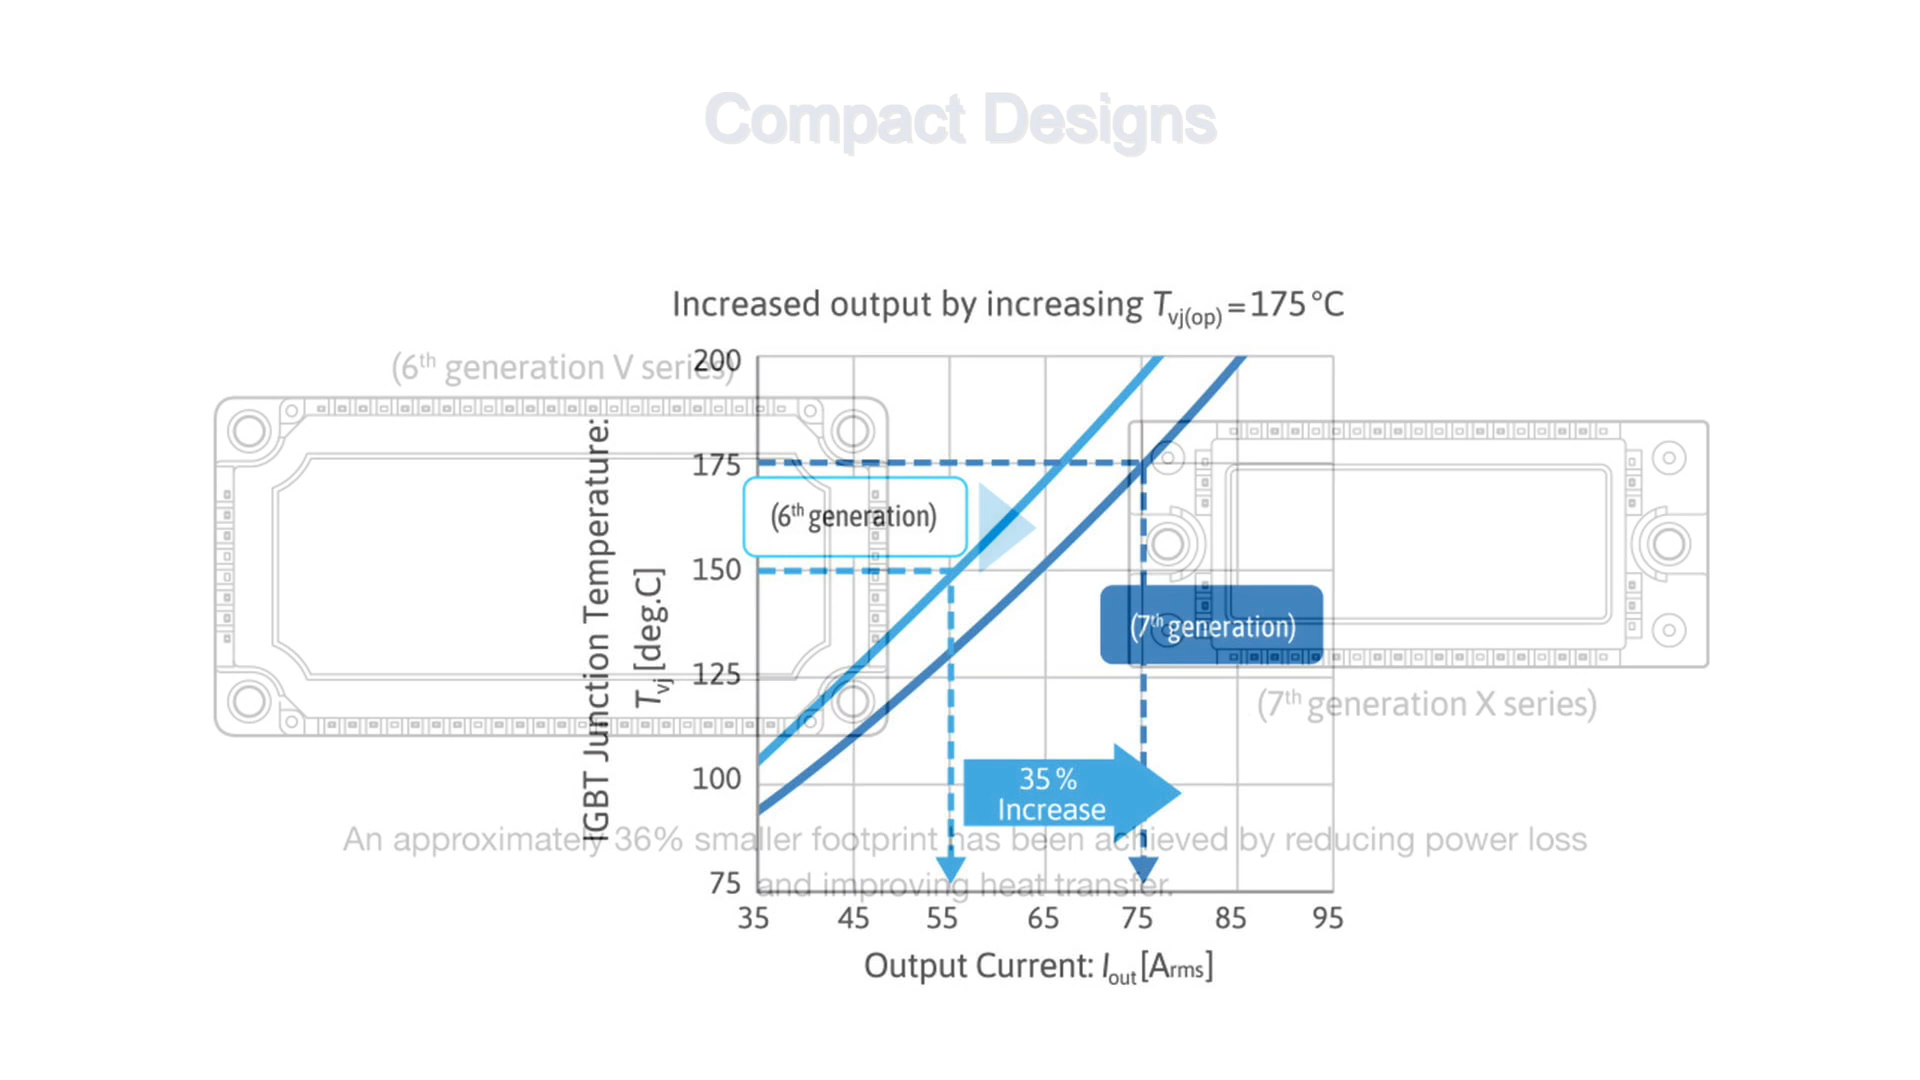 Compact Designs
Increased output by increasing Tvj(op)=175°C
(6th generation V series)
200
175
150
125
100
75
IGBT Junction Temperature:
Tvj [deg.C]
(6th generation)
(7th generation)
(7th generation X series)
35%
Increase
An approximately 36% smaller footprint has been achieved by reducing power loss
and improving heat transfer.
35 45 55 65 75 85 95
Output Current: Iout [Arms]